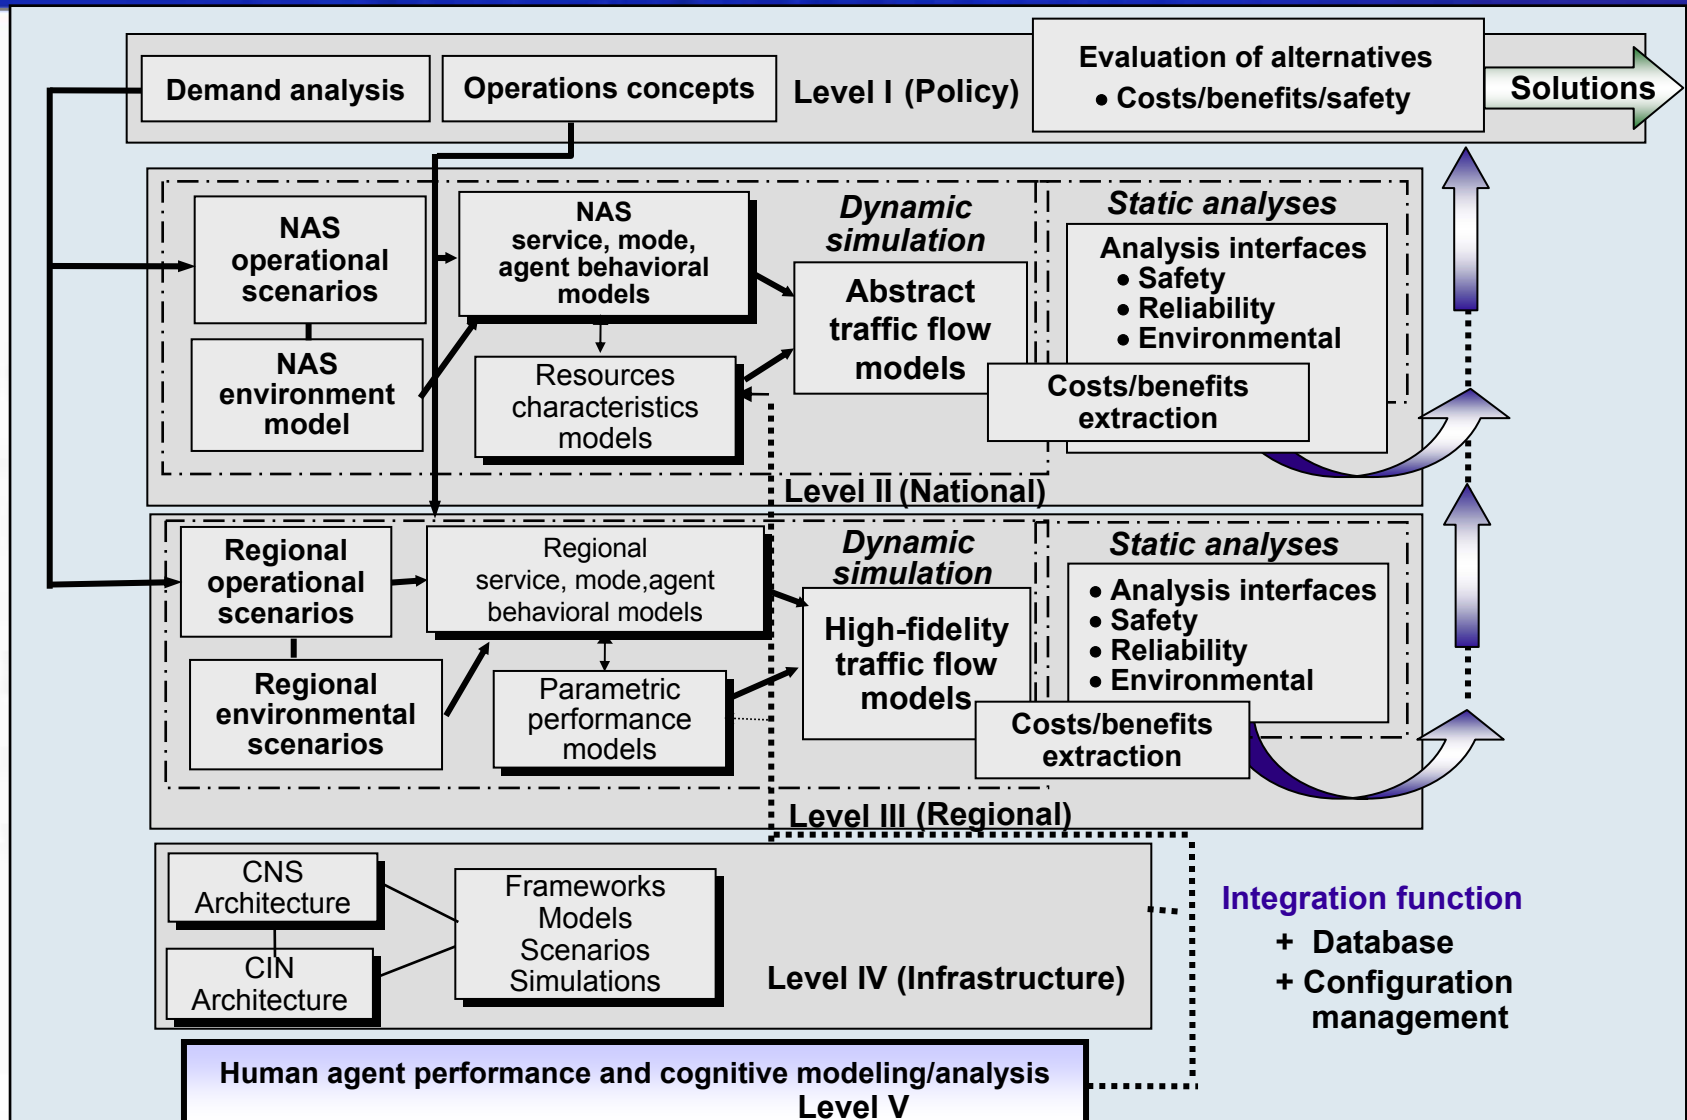 Demand analysis
Operations concepts
Level I (Policy)
Evaluation of alternatives
• Costs/benefits/safety
Solutions
NAS
operational
scenarios
NAS
environment
model
NAS
service, mode,
agent behavioral
models
Resources
characteristics
models
Dynamic
simulation
Abstract
traffic flow
models
Static analyses
Analysis interfaces
• Safety
• Reliability
• Environmental
Costs/benefits
extraction
Level II (National)
Regional
operational
scenarios
Regional
environmental
scenarios
Regional
service, mode,agent
behavioral models
Parametric
performance
models
Dynamic
simulation
High-fidelity
traffic flow
models
Static analyses
• Analysis interfaces
• Safety
• Reliability
• Environmental
Costs/benefits
extraction
Level III (Regional)
CNS
Architecture
CIN
Architecture
Frameworks
Models
Scenarios
Simulations
Level IV (Infrastructure)
Integration function
+ Database
+ Configuration
management
Human agent performance and cognitive modeling/analysis
Level V